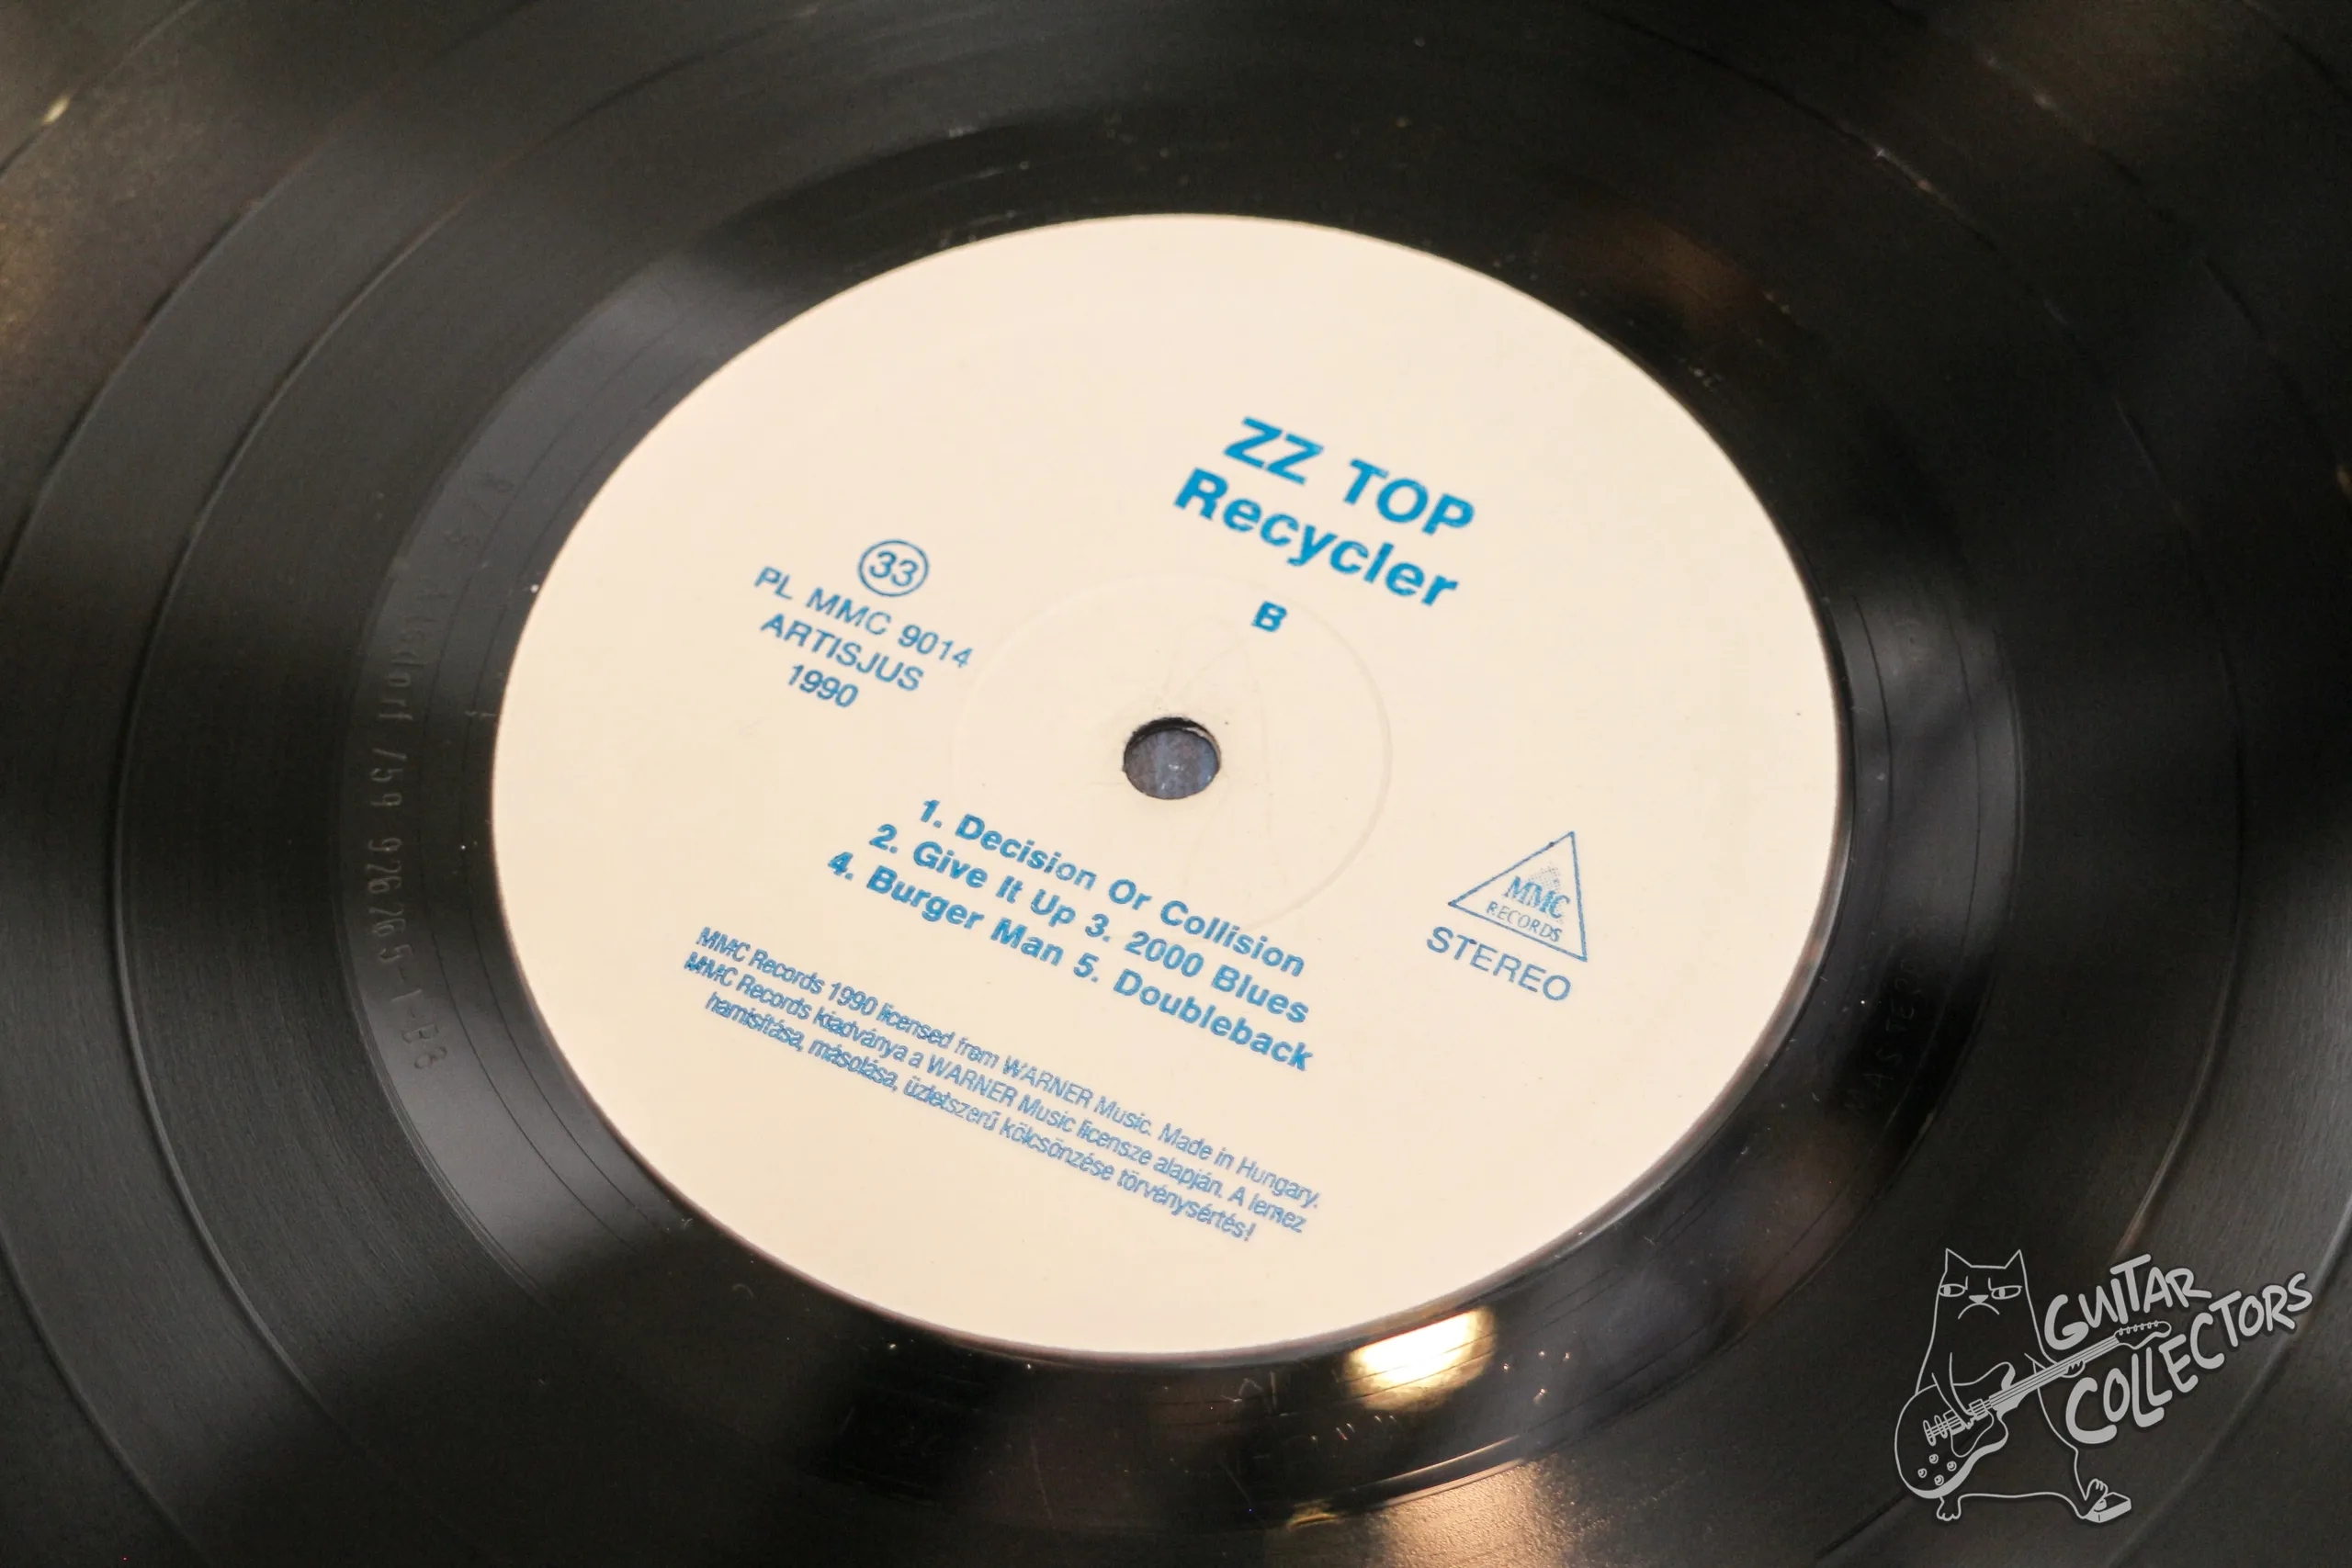 ZZ TOP
Recycler
B
33
PL MMC 9014
ARTISJUS
1990
1. Decision Or Collision
2. Give It Up 3. 2000 Blues
4. Burger Man 5. Doubleback
MMC
RECORDS
STEREO
MMC Records 1990 licensed from WARNER Music. Made in Hungary.
MMC Records kiadványa a WARNER Music licensze alapján. A lemez
hamisítása, másolása, üzletszerű kölcsönzése törvénysértés!
GUITAR
COLLECTORS